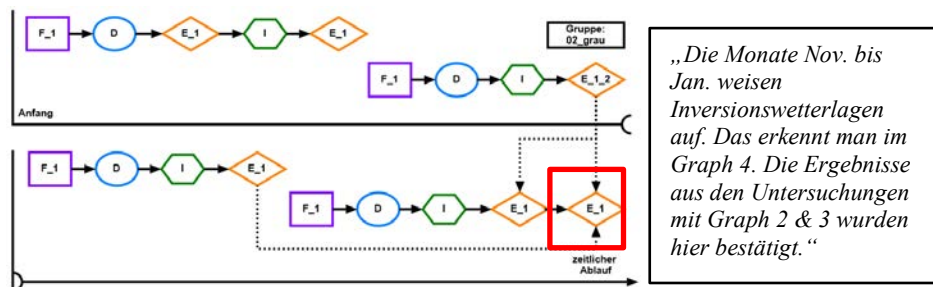 F_1 D E_1 I E_1
Gruppe:
02_grau
F_1 D I E_1_2
Anfang
F_1 D I E_1
F_1 D I E_1 E_1
zeitlicher
Ablauf
„Die Monate Nov. bis
Jan. weisen
Inversionswetterlagen
auf. Das erkennt man im
Graph 4. Die Ergebnisse
aus den Untersuchungen
mit Graph 2 & 3 wurden
hier bestätigt.“